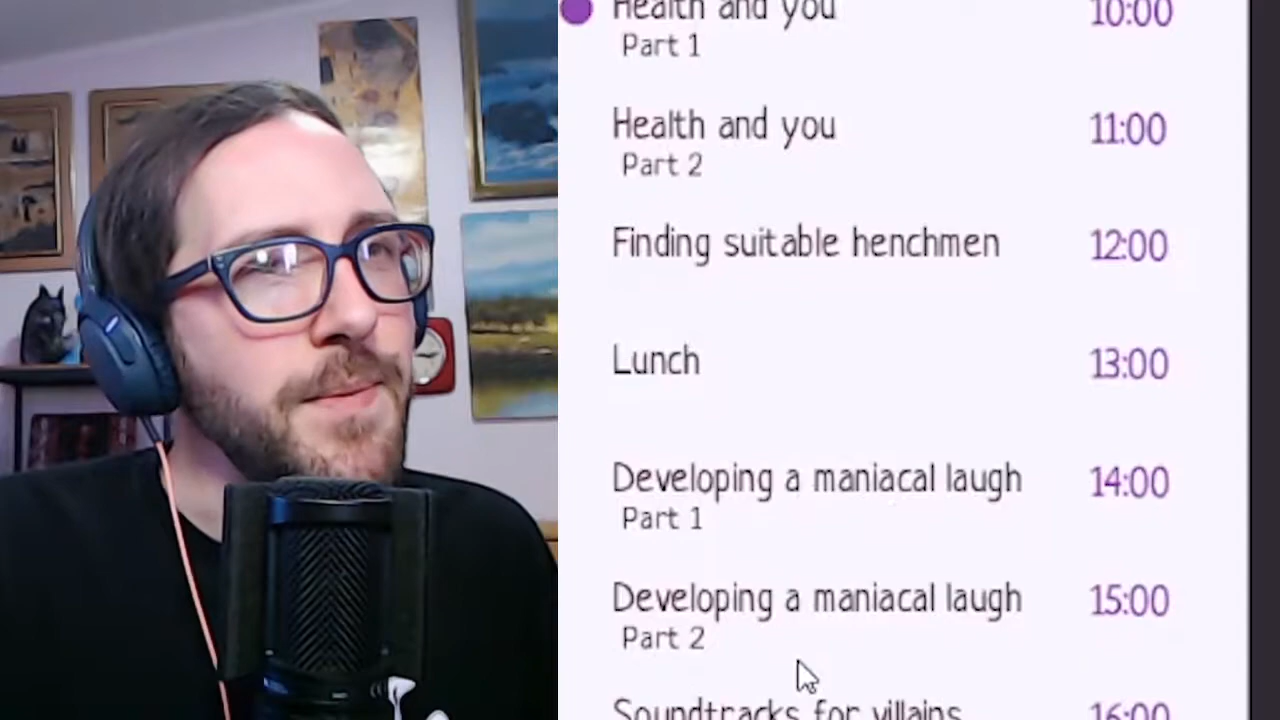 Health and you 10:00
Part 1
Health and you 11:00
Part 2
Finding suitable henchmen 12:00
Lunch 13:00
Developing a maniacal laugh 14:00
Part 1
Developing a maniacal laugh 15:00
Part 2
Soundtracks for villains 16:00